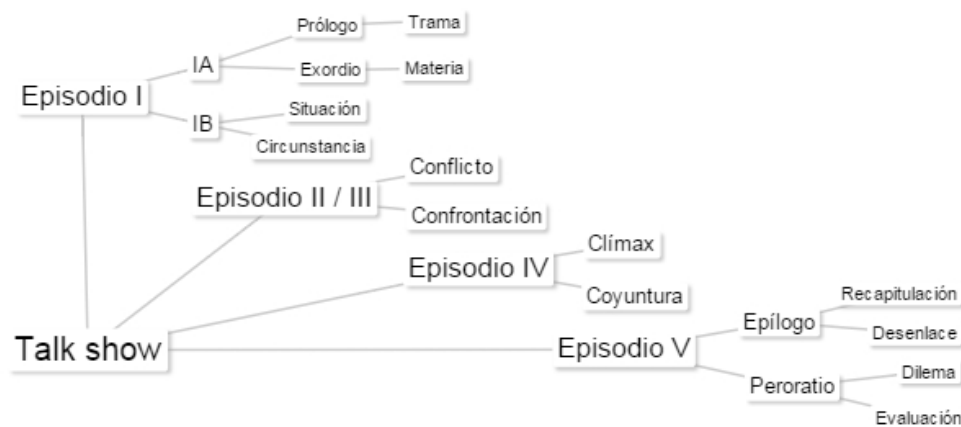 Prólogo
Trama
IA
Exordio
Materia
Episodio I
Situación
IB
Circunstancia
Conflicto
Episodio II / III
Confrontación
Clímax
Episodio IV
Coyuntura
Recapitulación
Epílogo
Desenlace
Talk show
Episodio V
Dilema
Peroratio
Evaluación